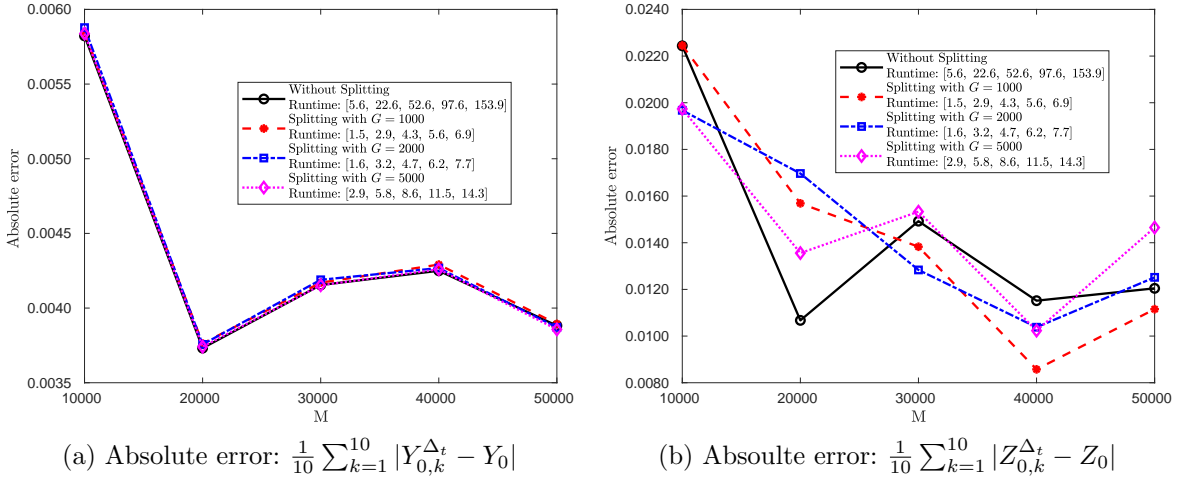 0.0060
0.0055
0.0050
0.0045
0.0040
0.0035
Absolute error
10000 20000 30000 40000 50000
M
Without Splitting
Runtime: [5.6, 22.6, 52.6, 97.6, 153.9]
Splitting with G = 1000
Runtime: [1.5, 2.9, 4.3, 5.6, 6.9]
Splitting with G = 2000
Runtime: [1.6, 3.2, 4.7, 6.2, 7.7]
Splitting with G = 5000
Runtime: [2.9, 5.8, 8.6, 11.5, 14.3]
(a) Absolute error: $\frac{1}{10} \sum_{k=1}^{10} |Y_{0,k}^{\Delta_t} - Y_0|$
0.0240
0.0220
0.0200
0.0180
0.0160
0.0140
0.0120
0.0100
0.0080
Absolute error
10000 20000 30000 40000 50000
M
Without Splitting
Runtime: [5.6, 22.6, 52.6, 97.6, 153.9]
Splitting with G = 1000
Runtime: [1.5, 2.9, 4.3, 5.6, 6.9]
Splitting with G = 2000
Runtime: [1.6, 3.2, 4.7, 6.2, 7.7]
Splitting with G = 5000
Runtime: [2.9, 5.8, 8.6, 11.5, 14.3]
(b) Absoulte error: $\frac{1}{10} \sum_{k=1}^{10} |Z_{0,k}^{\Delta_t} - Z_0|$